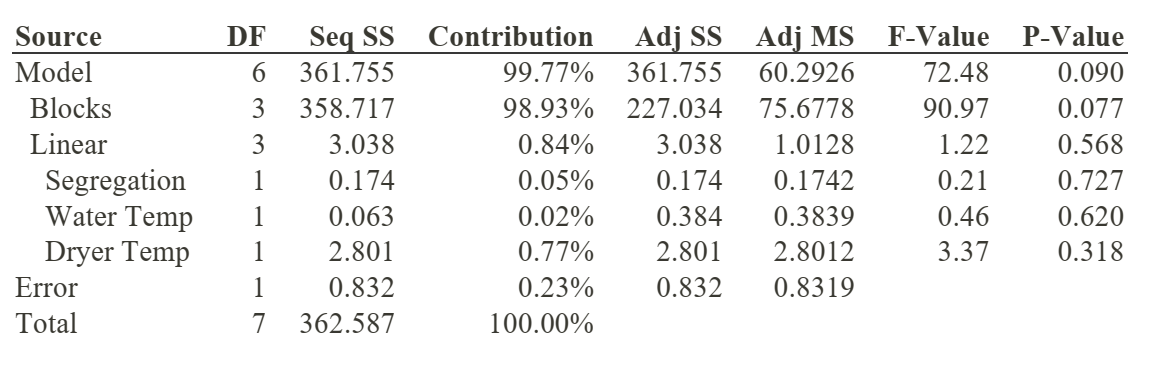 Source DF Seq SS Contribution Adj SS Adj MS F-Value P-Value
Model 6 361.755 99.77% 361.755 60.2926 72.48 0.090
Blocks 3 358.717 98.93% 227.034 75.6778 90.97 0.077
Linear 3 3.038 0.84% 3.038 1.0128 1.22 0.568
Segregation 1 0.174 0.05% 0.174 0.1742 0.21 0.727
Water Temp 1 0.063 0.02% 0.384 0.3839 0.46 0.620
Dryer Temp 1 2.801 0.77% 2.801 2.8012 3.37 0.318
Error 1 0.832 0.23% 0.832 0.8319
Total 7 362.587 100.00%